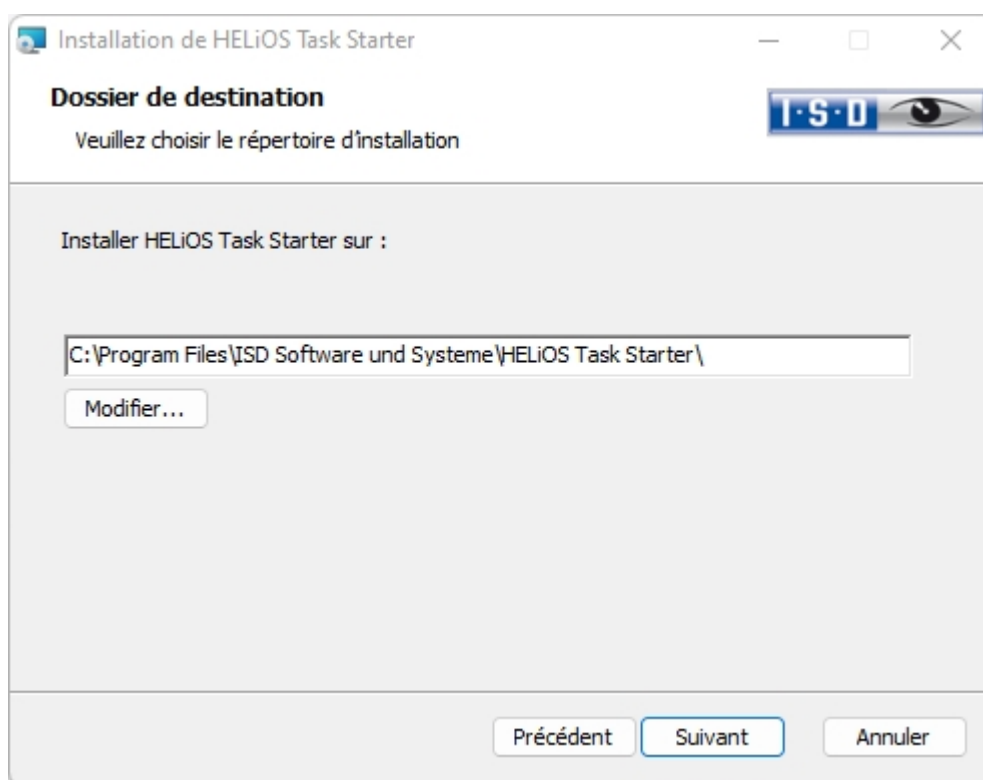 Installation de HELiOS Task Starter
Dossier de destination
I·S·D
Veuillez choisir le répertoire d'installation
Installer HELiOS Task Starter sur :
C:\Program Files\ISD Software und Systeme\HELiOS Task Starter\
Modifier...
Précédent Suivant Annuler